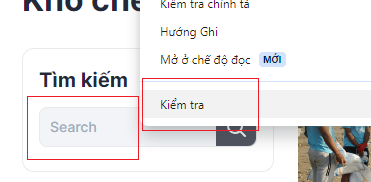 Kho chế
Kiểm tra chính tả
Hướng Ghi
Mở ở chế độ đọc MỚI
Tìm kiếm
Kiểm tra
Search